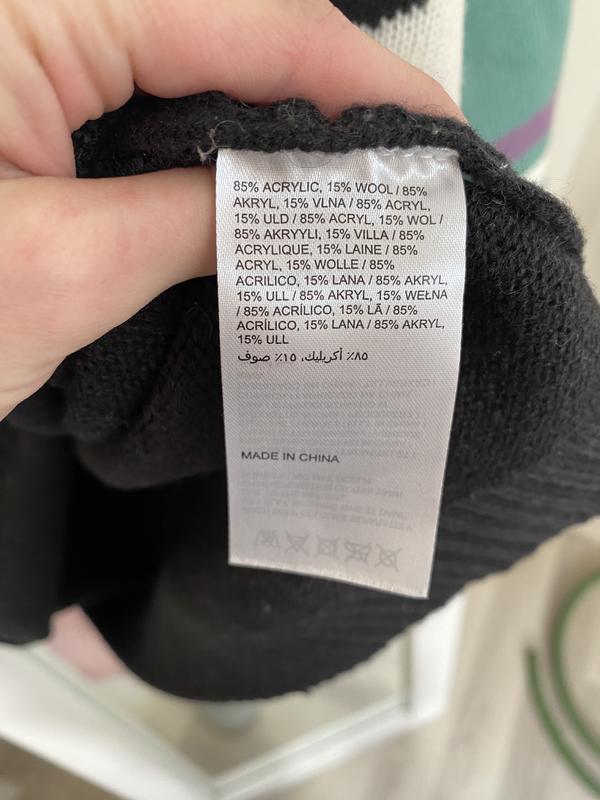 85% ACRYLIC, 15% WOOL / 85%
AKRYL, 15% VLNA / 85% ACRYL,
15% ULD / 85% ACRYL, 15% WOL /
85% AKRYYLI, 15% VILLA / 85%
ACRYLIQUE, 15% LAINE / 85%
ACRYL, 15% WOLLE / 85%
ACRILICO, 15% LANA / 85% AKRYL,
15% ULL / 85% AKRYL, 15% WEŁNA
/ 85% ACRÍLICO, 15% LÃ / 85%
ACRÍLICO, 15% LANA / 85% AKRYL,
15% ULL
٨٥٪ أكريليك، ١٥٪ صوف
MADE IN CHINA